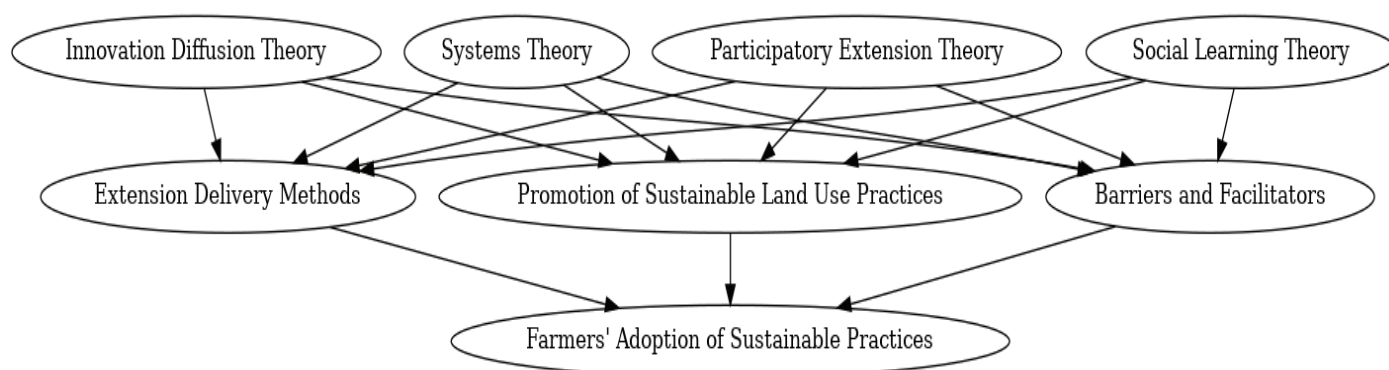 Innovation Diffusion Theory
Systems Theory
Participatory Extension Theory
Social Learning Theory
Extension Delivery Methods
Promotion of Sustainable Land Use Practices
Barriers and Facilitators
Farmers' Adoption of Sustainable Practices